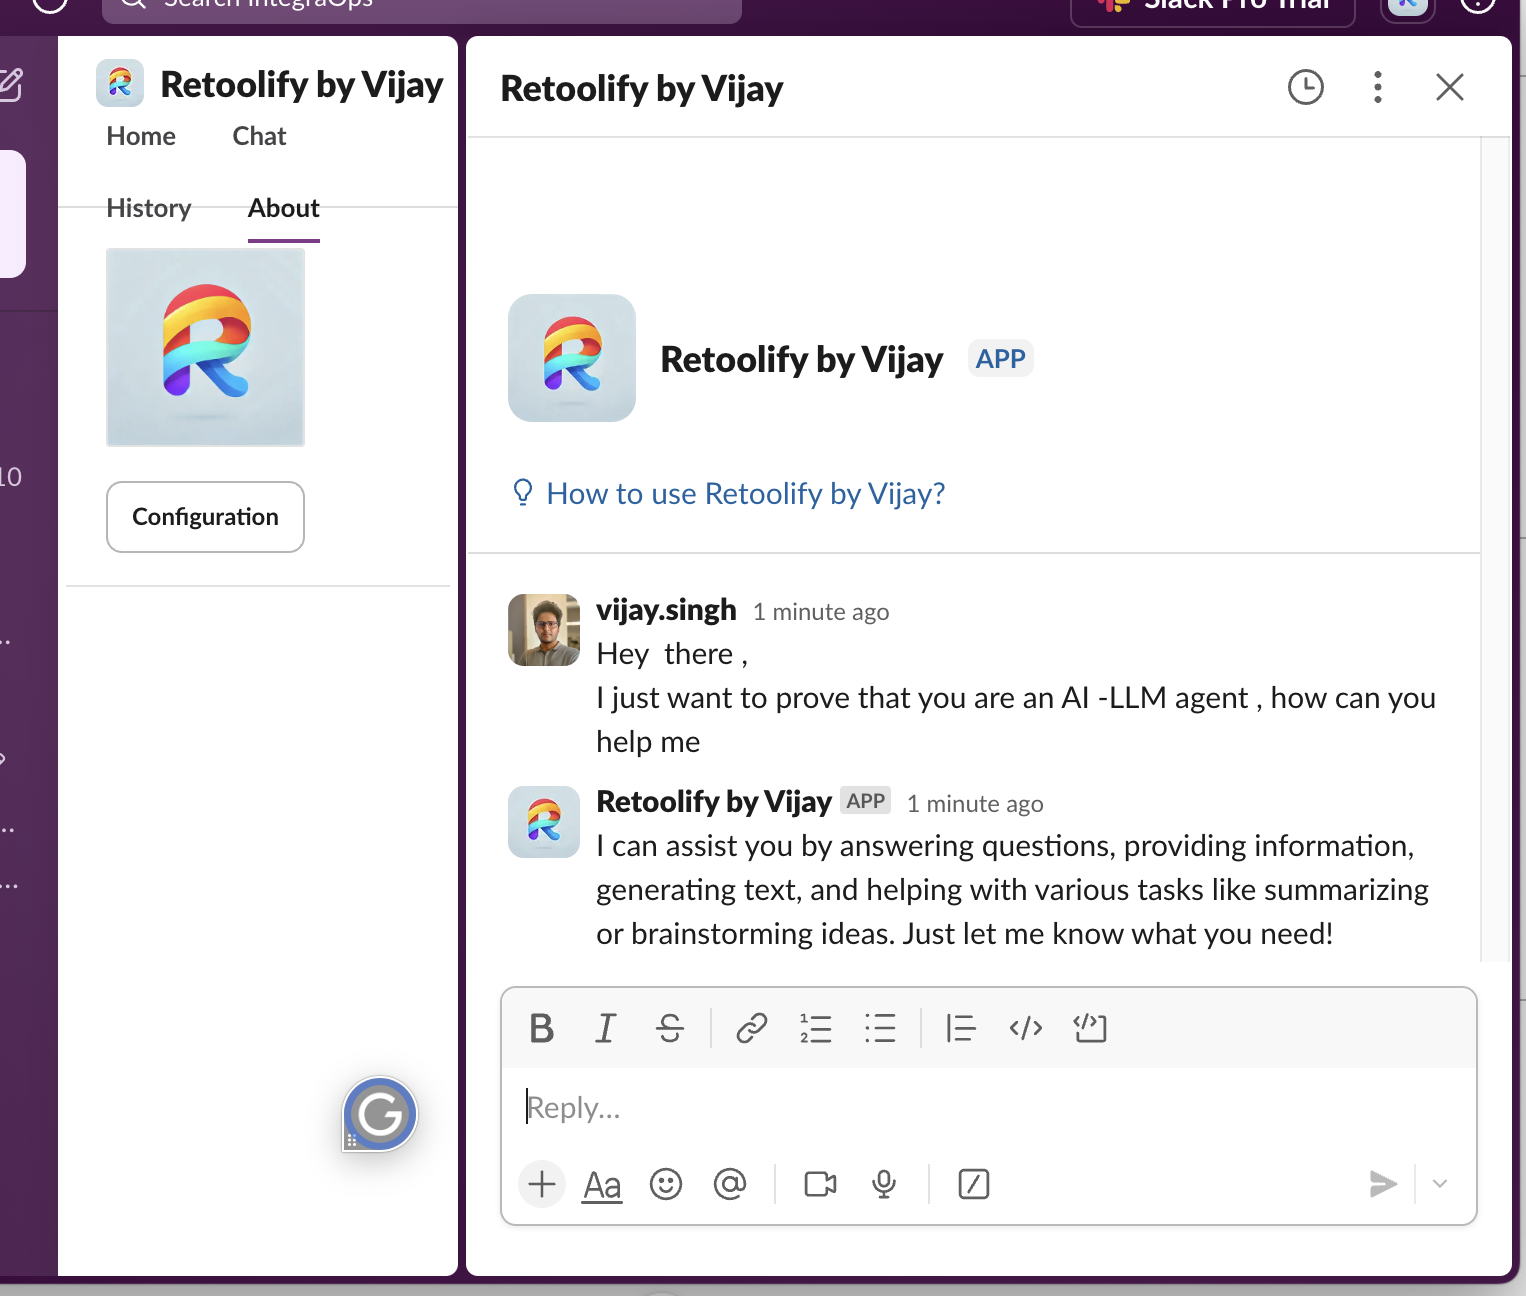 Search IntegraOps
Slack Pro Trial
Retoolify by Vijay
Home Chat
History About
10
Configuration
Retoolify by Vijay
Retoolify by Vijay APP
How to use Retoolify by Vijay?
vijay.singh 1 minute ago
Hey there ,
I just want to prove that you are an AI -LLM agent , how can you
help me
Retoolify by Vijay APP 1 minute ago
I can assist you by answering questions, providing information,
generating text, and helping with various tasks like summarizing
or brainstorming ideas. Just let me know what you need!
Reply...
Aa